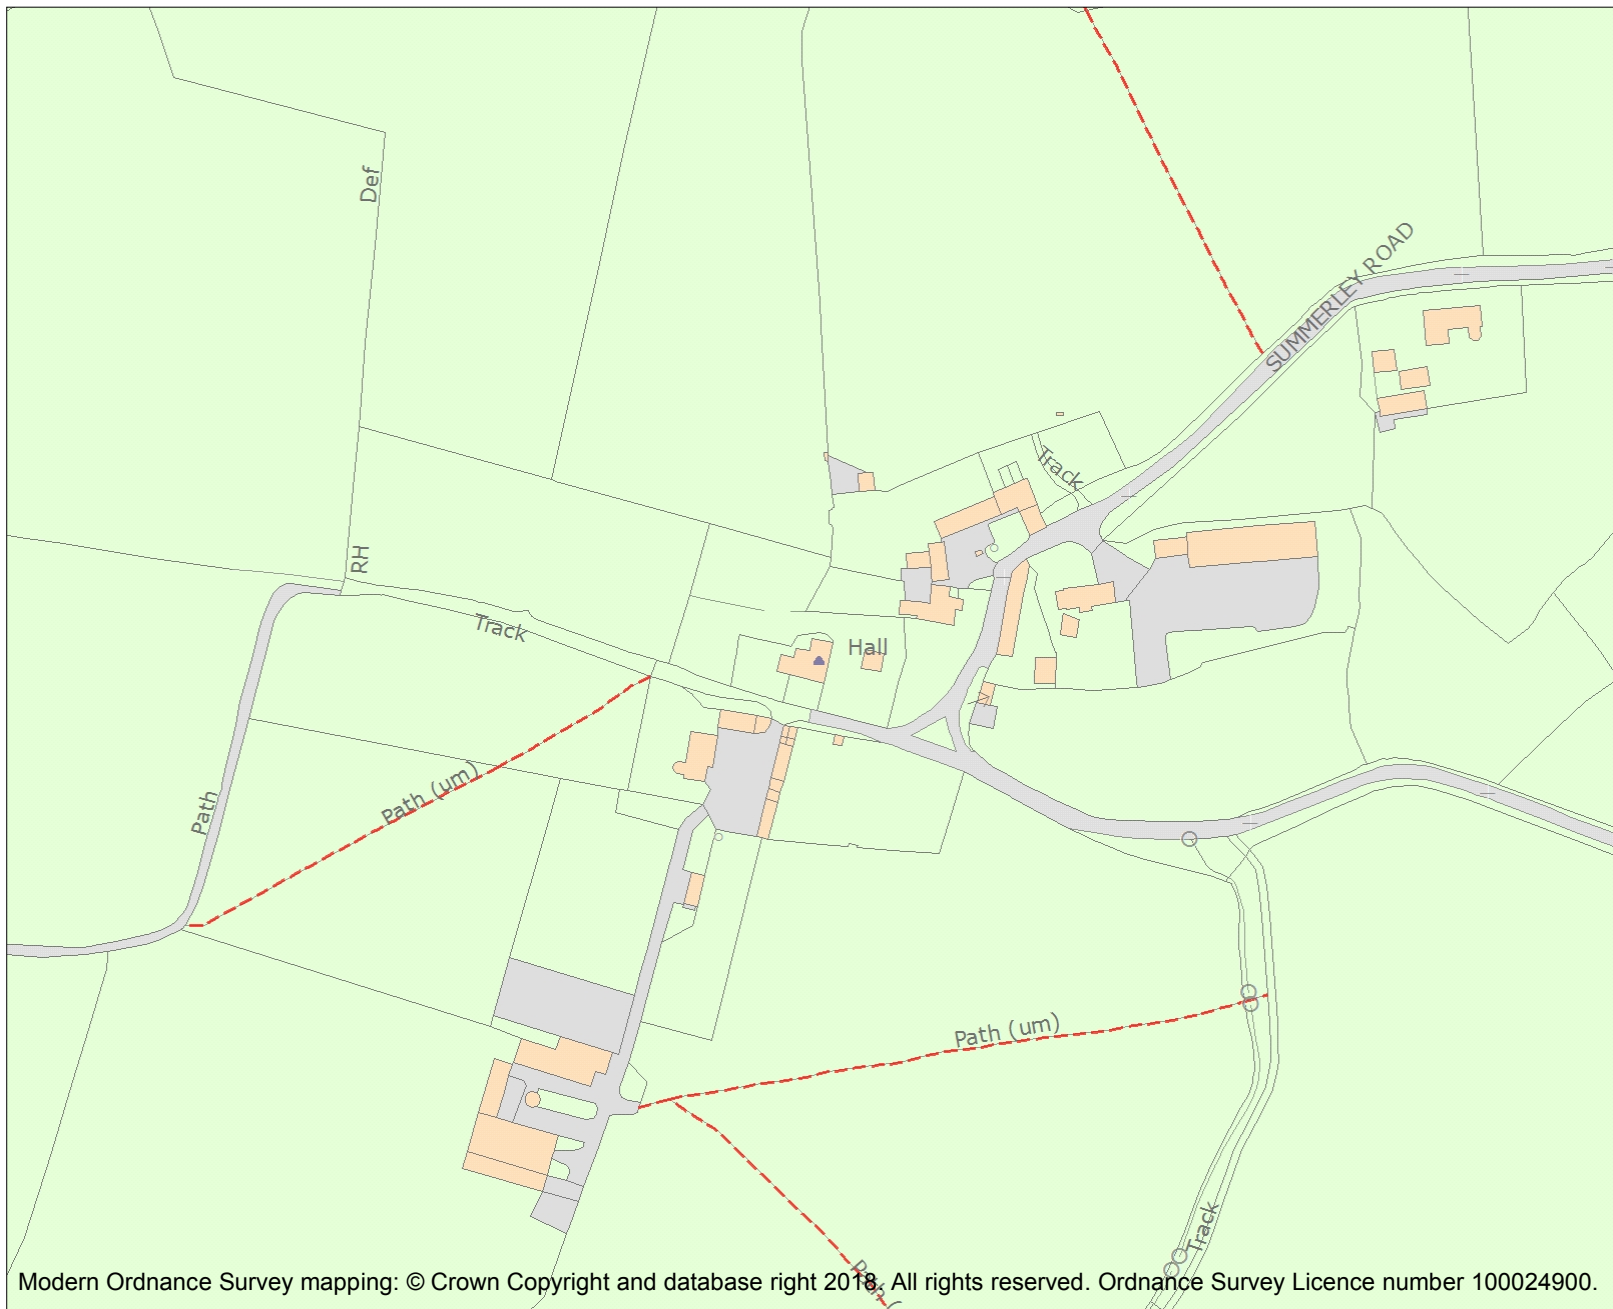 Def
SUMMERLEY ROAD
Track
RH
Track
Hall
Path (um)
Path
Path (um)
Track
Path (
Modern Ordnance Survey mapping: © Crown Copyright and database right 2018. All rights reserved. Ordnance Survey Licence number 100024900.